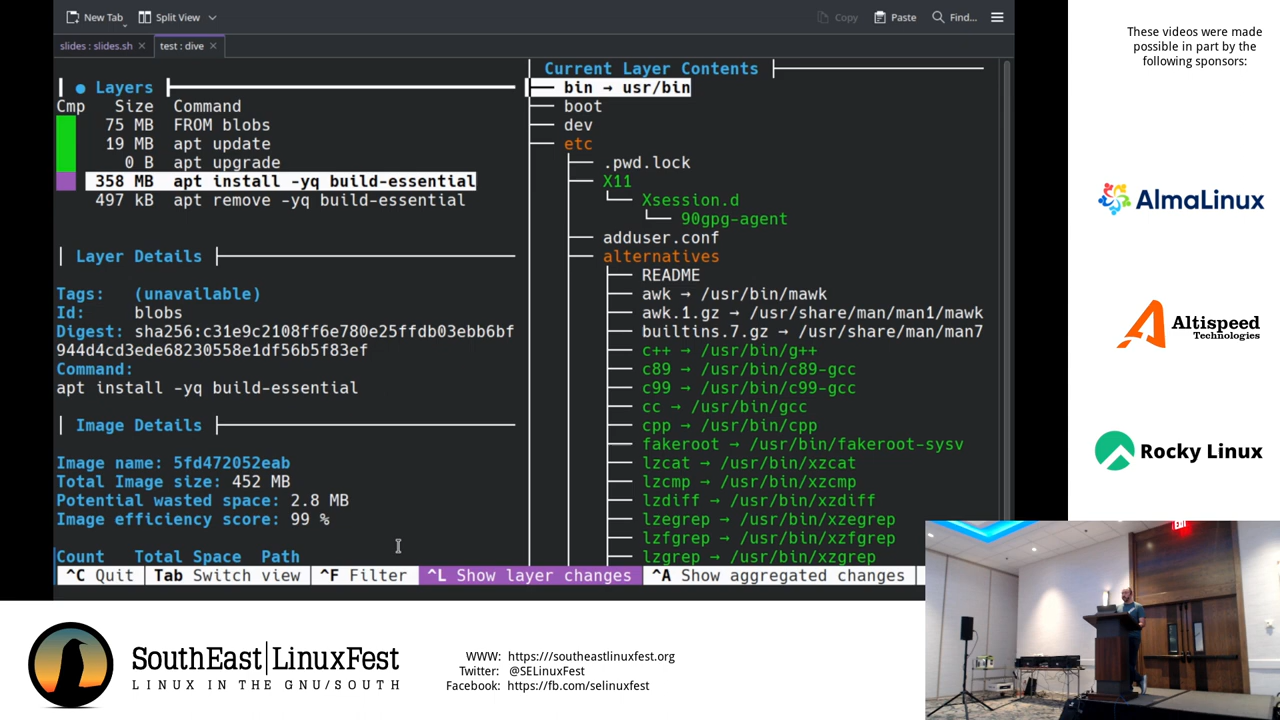 New Tab
Split View
Copy
Paste
Find...
slides : slides.sh
test : dive
Layers
Cmp Size Command
75 MB FROM blobs
19 MB apt update
0 B apt upgrade
358 MB apt install -yq build-essential
497 kB apt remove -yq build-essential
Layer Details
Tags: (unavailable)
Id: blobs
Digest: sha256:c31e9c2108ff6e780e25ffdb03ebb6bf
944d4cd3ede68230558e1df56b5f83ef
Command:
apt install -yq build-essential
Image Details
Image name: 5fd472052eab
Total Image size: 452 MB
Potential wasted space: 2.8 MB
Image efficiency score: 99 %
Count Total Space Path
Current Layer Contents
bin → usr/bin
boot
dev
etc
.pwd.lock
X11
Xsession.d
90gpg-agent
adduser.conf
alternatives
README
awk → /usr/bin/mawk
awk.1.gz → /usr/share/man/man1/mawk
builtins.7.gz → /usr/share/man/man7
c++ → /usr/bin/g++
c89 → /usr/bin/c89-gcc
c99 → /usr/bin/c99-gcc
cc → /usr/bin/gcc
cpp → /usr/bin/cpp
fakeroot → /usr/bin/fakeroot-sysv
lzcat → /usr/bin/xzcat
lzcmp → /usr/bin/xzcmp
lzdiff → /usr/bin/xzdiff
lzegrep → /usr/bin/xzegrep
lzfgrep → /usr/bin/xzfgrep
lzgrep → /usr/bin/xzgrep
^C Quit Tab Switch view ^F Filter ^L Show layer changes ^A Show aggregated changes
These videos were made
possible in part by the
following sponsors:
AlmaLinux
Altispeed
Technologies
Rocky Linux
EXIT
SouthEast LinuxFest
LINUX IN THE GNU/SOUTH
WWW: https://southeastlinuxfest.org
Twitter: @SELinuxFest
Facebook: https://fb.com/selinuxfest